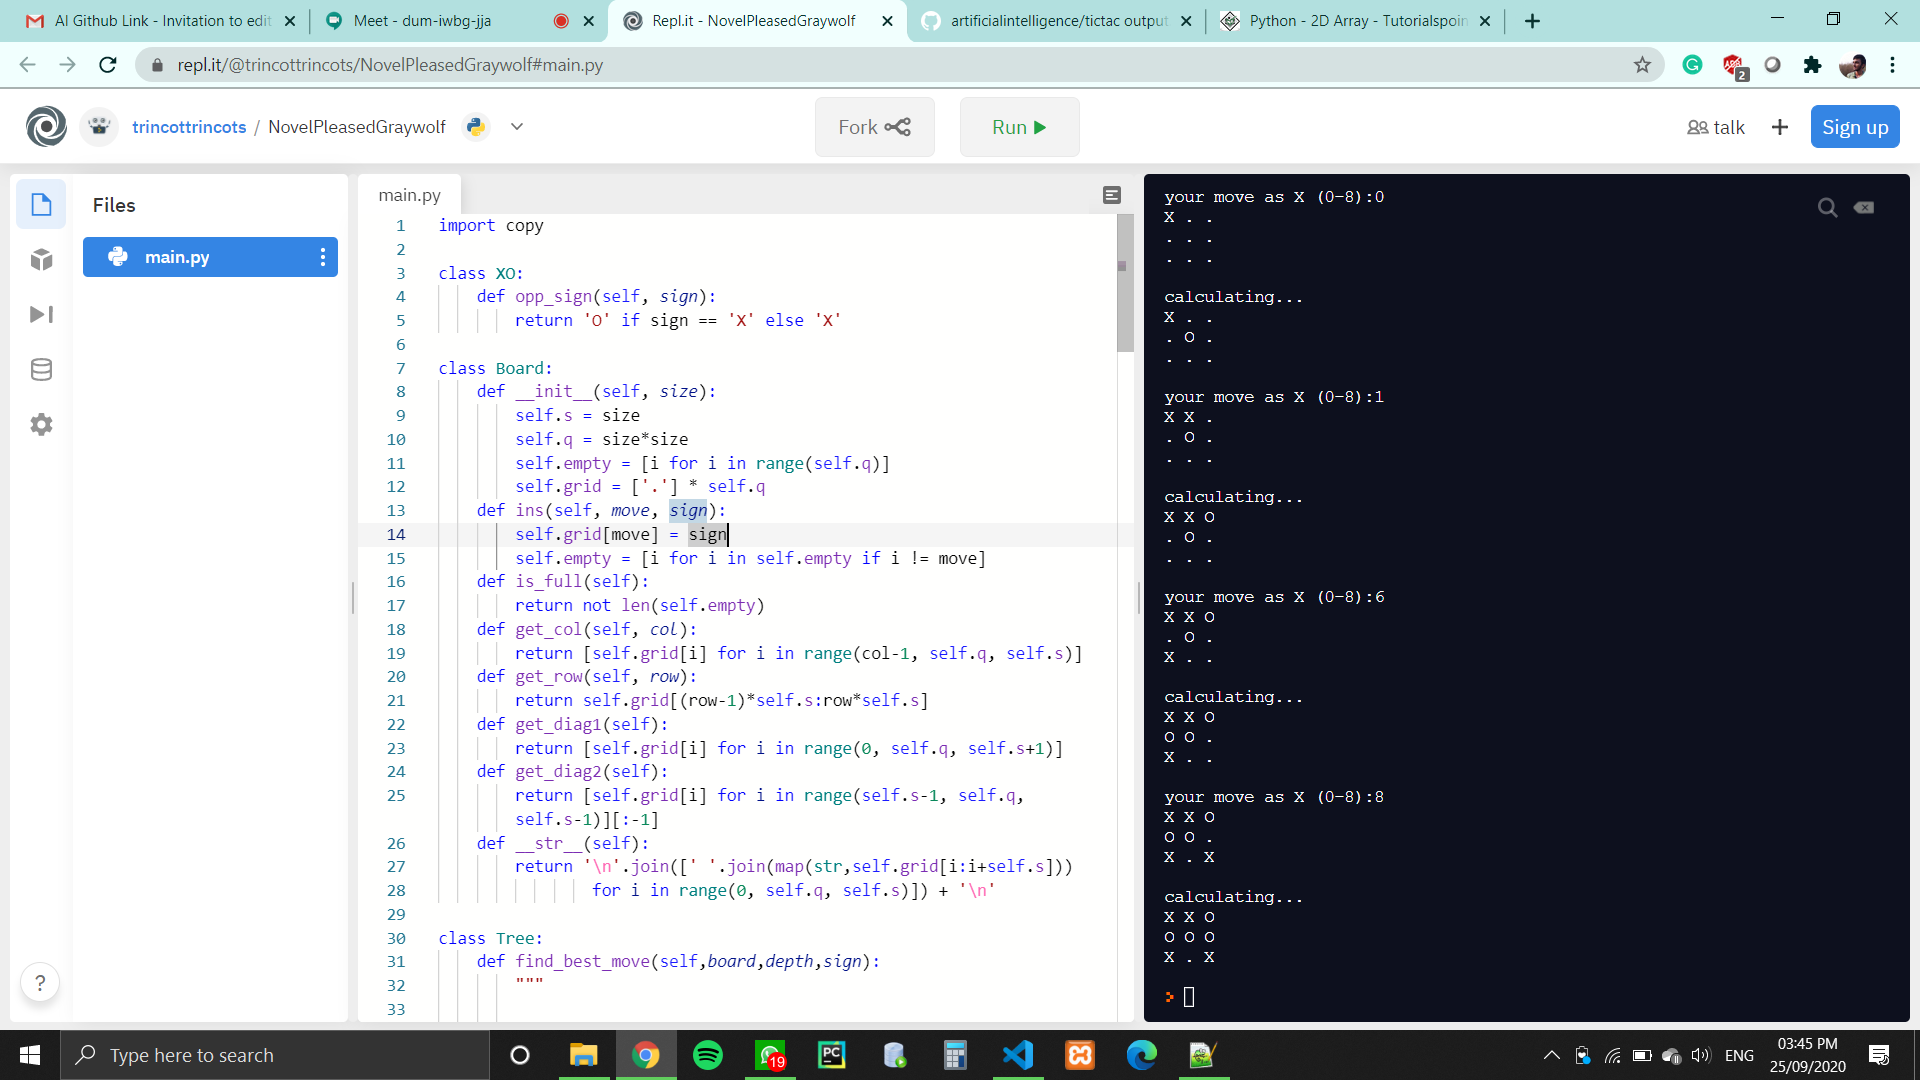 AI Github Link - Invitation to edit
Meet - dum-iwbg-jja
Repl.it - NovelPleasedGraywolf
artificialintelligence/tictac output
Python - 2D Array - Tutorialspoin
repl.it/@trincottrincots/NovelPleasedGraywolf#main.py
2
trincottrincots / NovelPleasedGraywolf
Fork
Run
talk
+
Sign up
Files
main.py
main.py
1 import copy
2
3 class XO:
4 def opp_sign(self, sign):
5 return 'O' if sign == 'X' else 'X'
6
7 class Board:
8 def __init__(self, size):
9 self.s = size
10 self.q = size*size
11 self.empty = [i for i in range(self.q)]
12 self.grid = ['.'] * self.q
13 def ins(self, move, sign):
14 self.grid[move] = sign
15 self.empty = [i for i in self.empty if i != move]
16 def is_full(self):
17 return not len(self.empty)
18 def get_col(self, col):
19 return [self.grid[i] for i in range(col-1, self.q, self.s)]
20 def get_row(self, row):
21 return self.grid[(row-1)*self.s:row*self.s]
22 def get_diag1(self):
23 return [self.grid[i] for i in range(0, self.q, self.s+1)]
24 def get_diag2(self):
25 return [self.grid[i] for i in range(self.s-1, self.q,
self.s-1)][:-1]
26 def __str__(self):
27 return '\n'.join([' '.join(map(str,self.grid[i:i+self.s]))
28 for i in range(0, self.q, self.s)]) + '\n'
29
30 class Tree:
31 def find_best_move(self,board,depth,sign):
32 """
33
your move as X (0-8):0
X . .
. . .
. . .
calculating...
X . .
. O .
. . .
your move as X (0-8):1
X X .
. O .
. . .
calculating...
X X O
. O .
. . .
your move as X (0-8):6
X X O
. O .
X . .
calculating...
X X O
O O .
X . .
your move as X (0-8):8
X X O
O O .
X . X
calculating...
X X O
O O O
X . X
>
?
Type here to search
19
PC
ENG
03:45 PM
25/09/2020